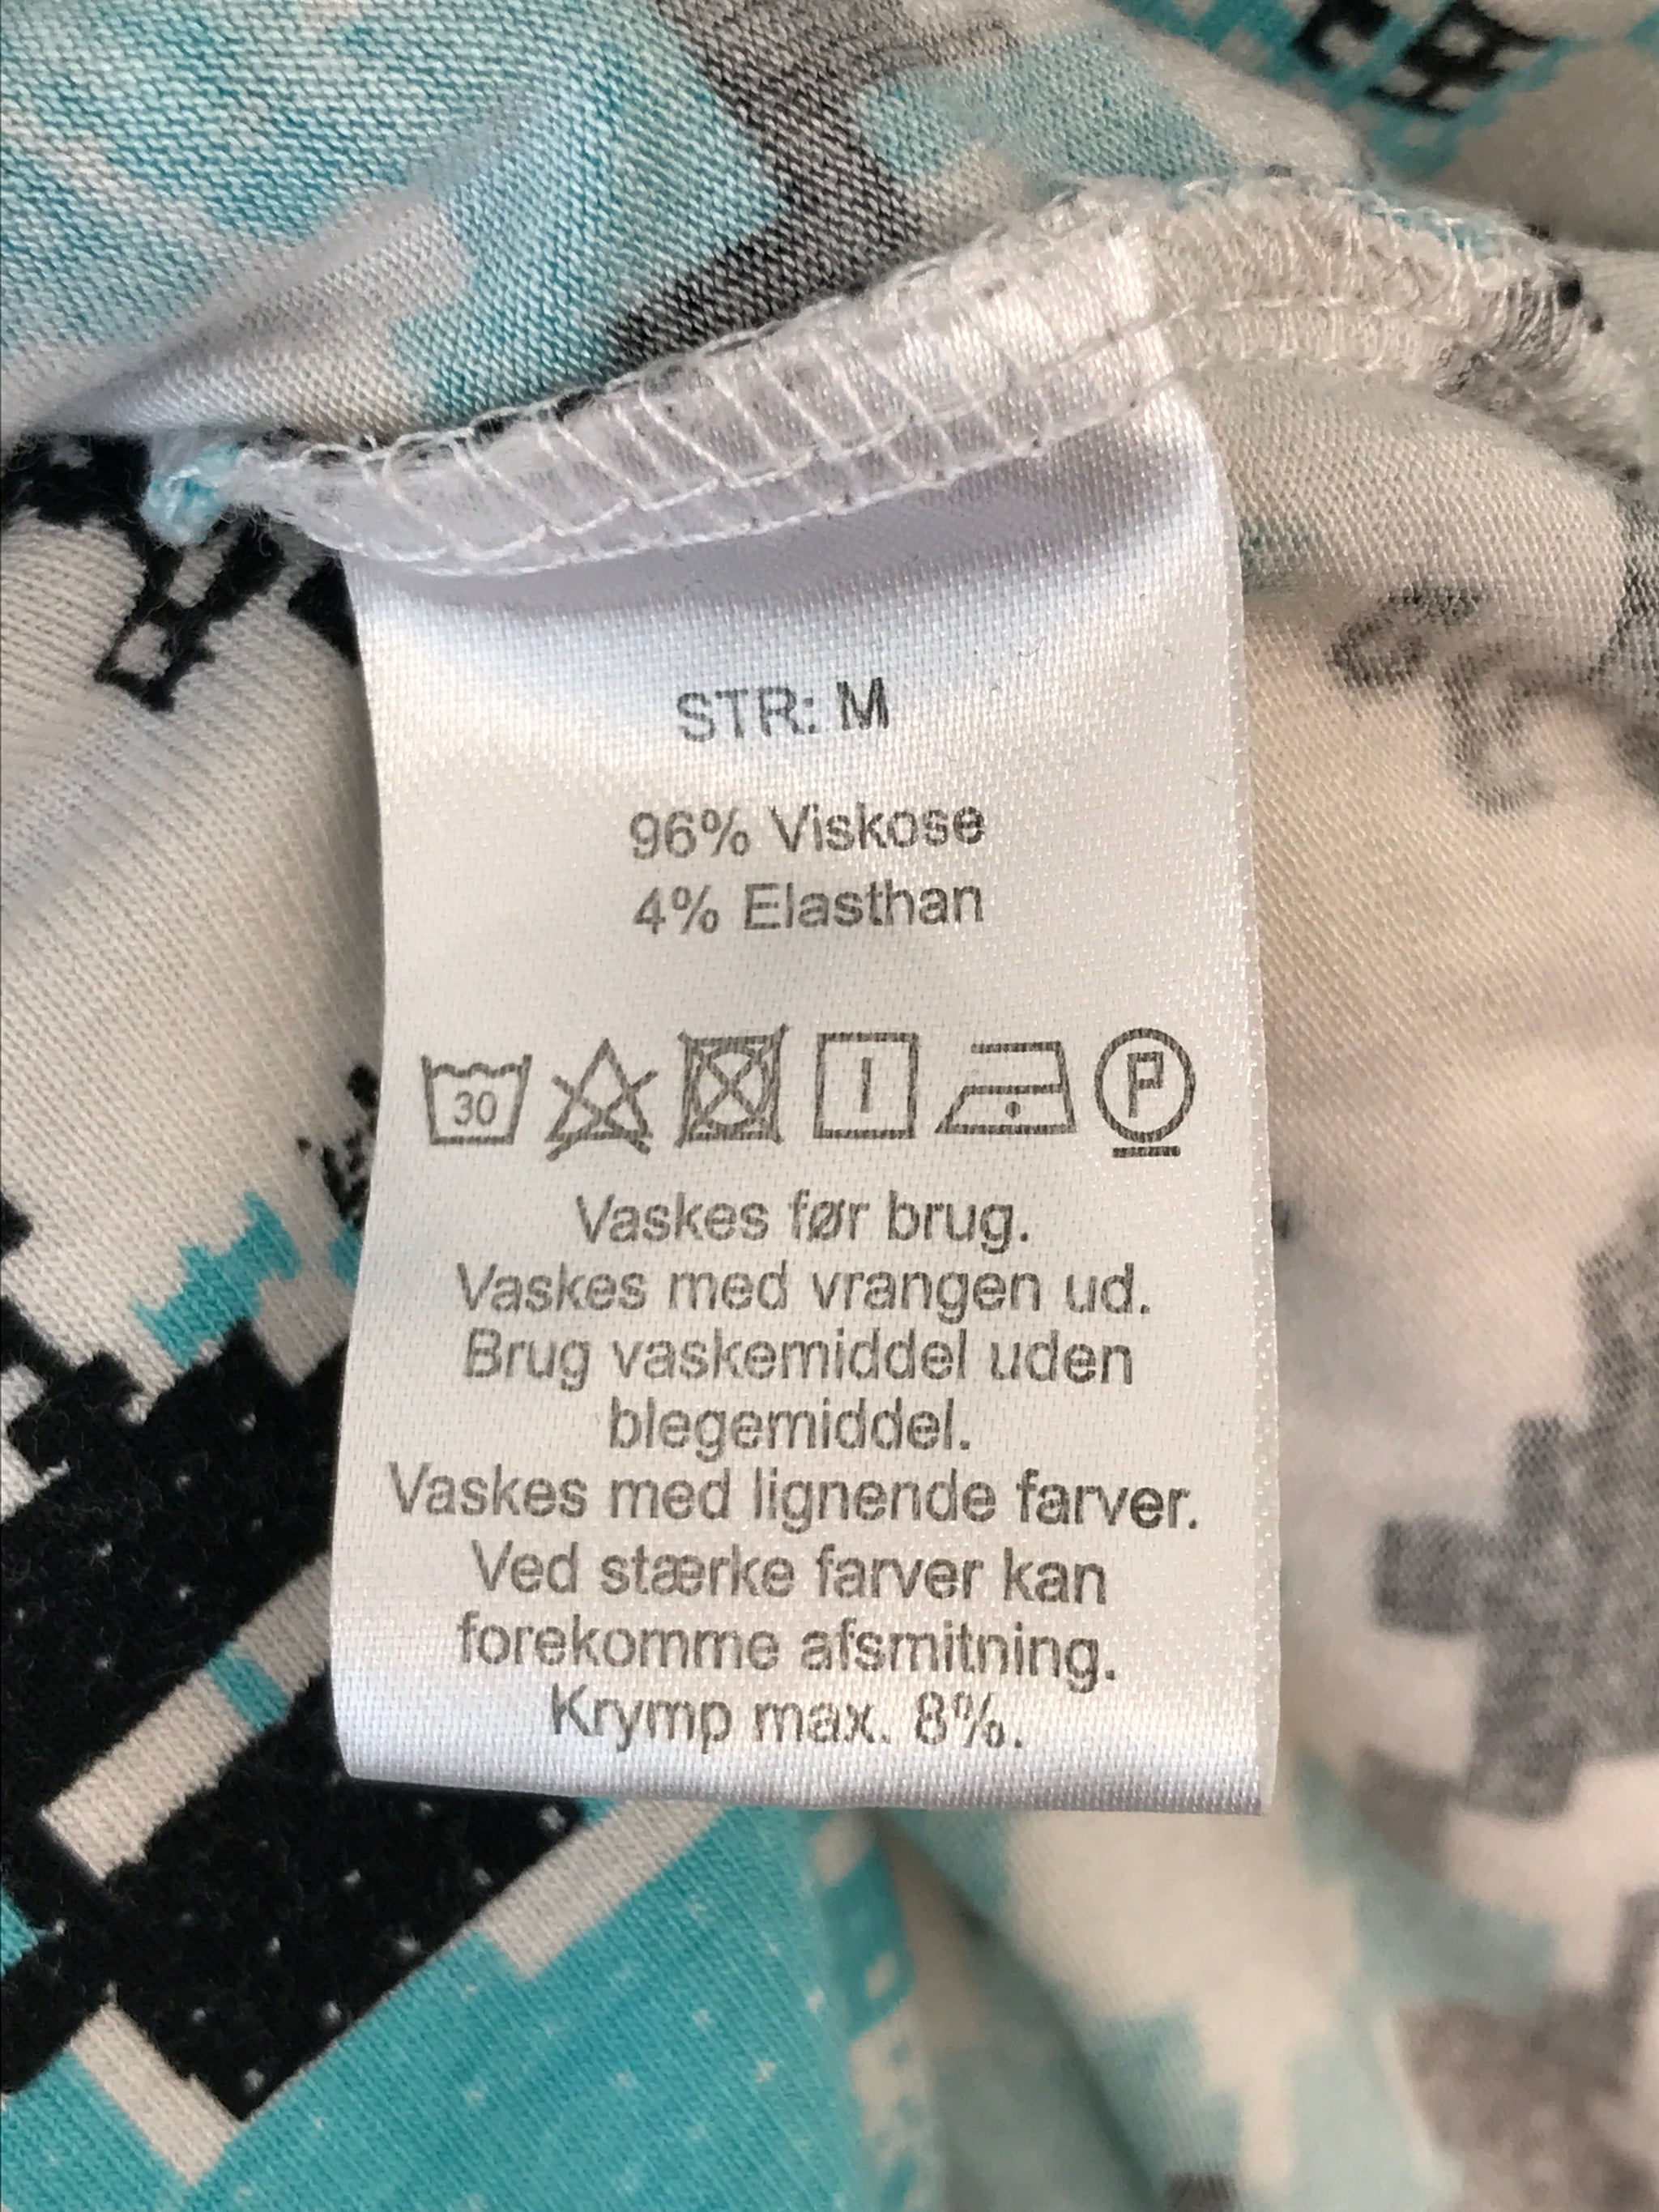 STR: M
96% Viskose
4% Elasthan
30 P
Vaskes før brug.
Vaskes med vrangen ud.
Brug vaskemiddel uden
blegemiddel.
Vaskes med lignende farver.
Ved stærke farver kan
forekomme afsmitning.
Krymp max. 8%.